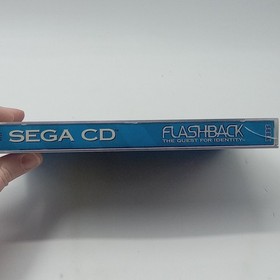 SEGA CD
FLASHBACK
THE QUEST FOR IDENTITY